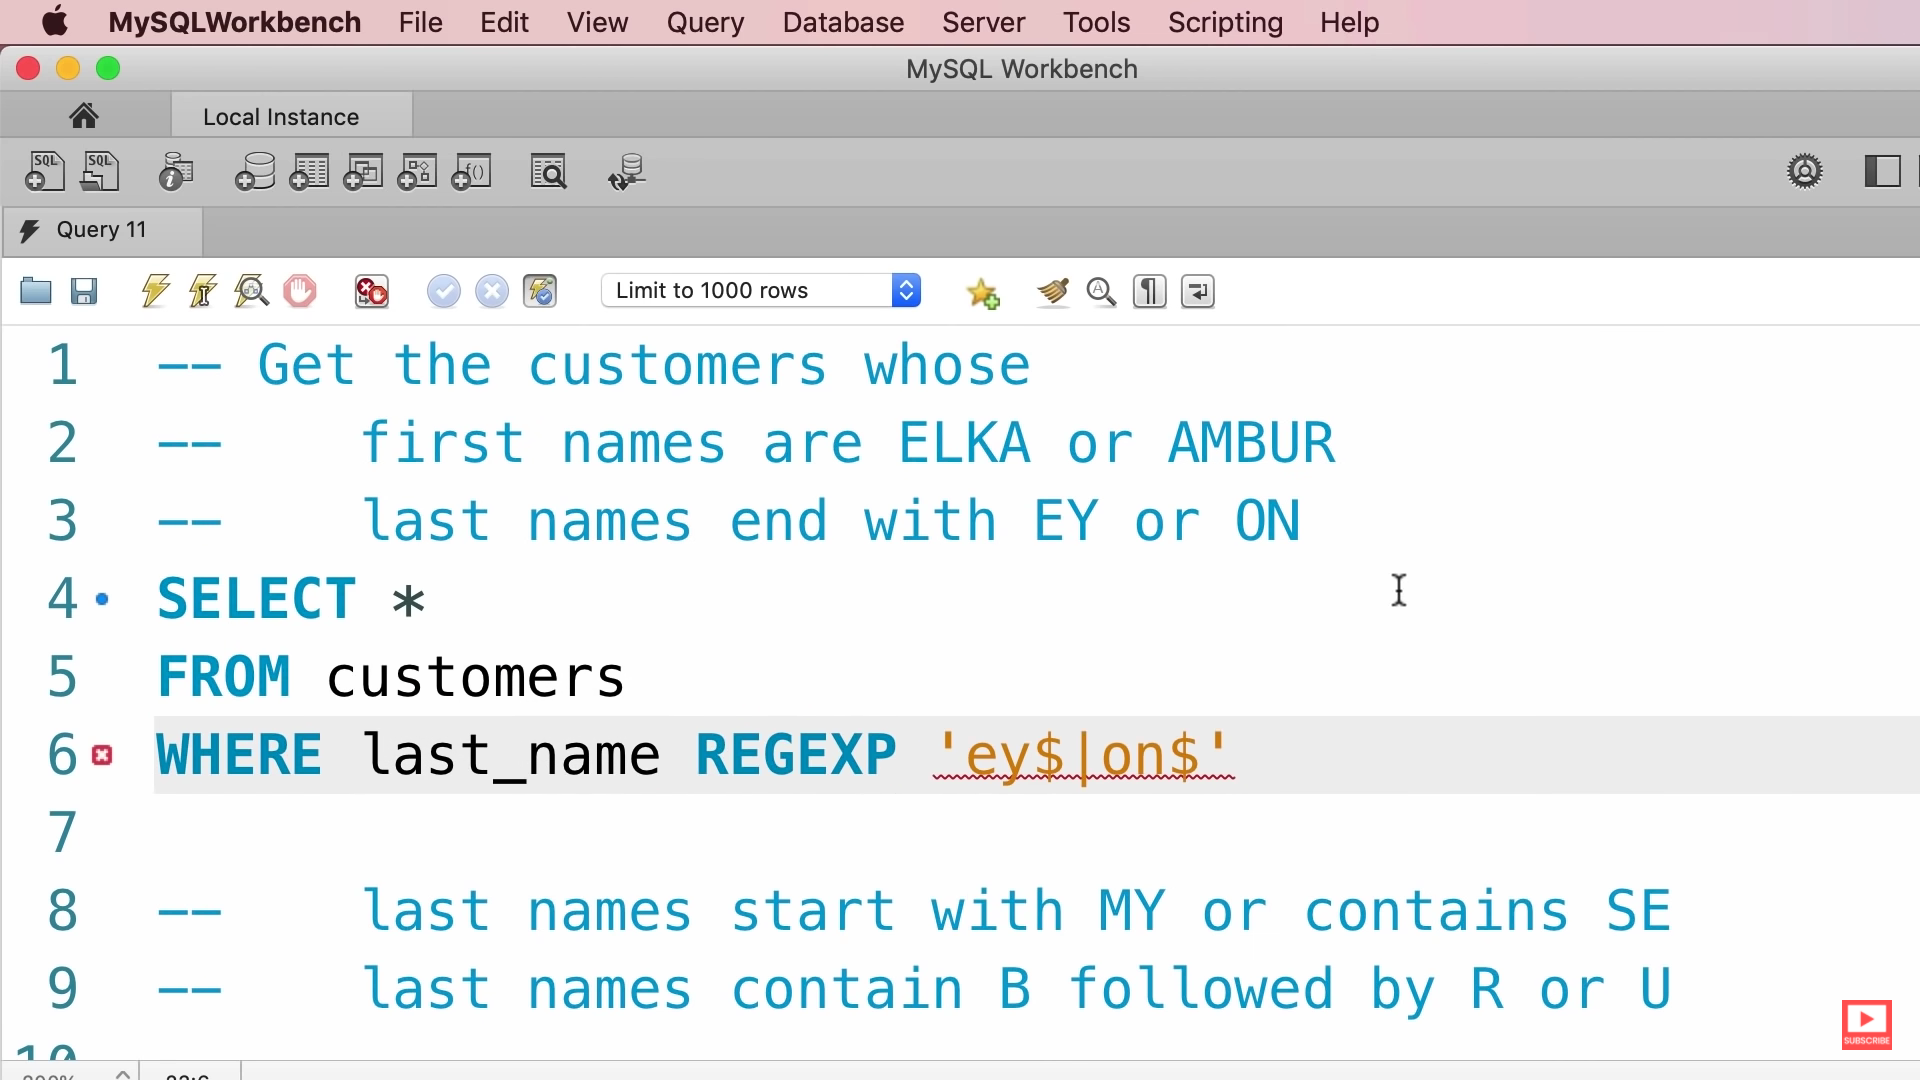 MySQLWorkbench File Edit View Query Database Server Tools Scripting Help
MySQL Workbench
Local Instance
SQL SQL
Query 11
Limit to 1000 rows
1 -- Get the customers whose
2 --    first names are ELKA or AMBUR
3 --    last names end with EY or ON
4 SELECT *
5 FROM customers
6 WHERE last_name REGEXP 'ey$|on$'
7
8 --    last names start with MY or contains SE
9 --    last names contain B followed by R or U
10
SUBSCRIBE